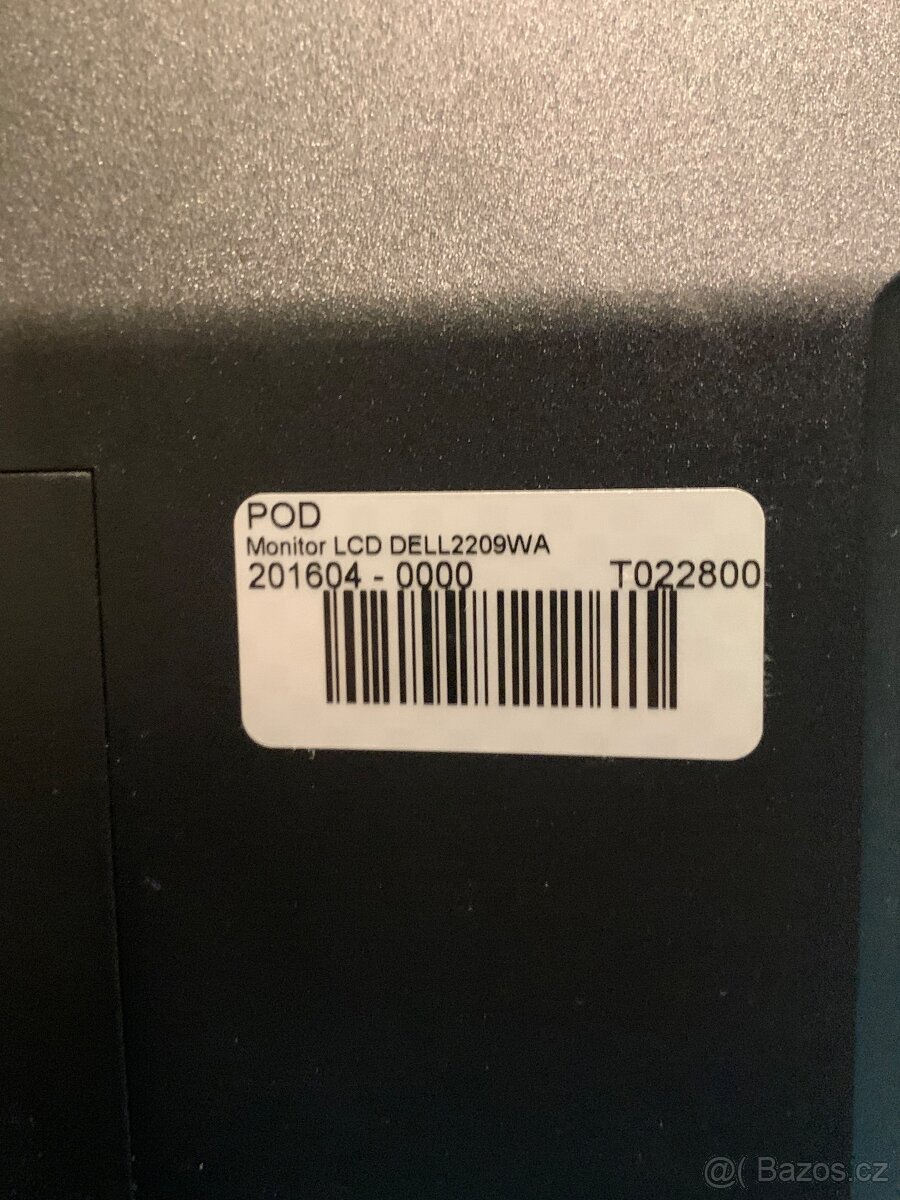 POD
Monitor LCD DELL2209WA
201604 - 0000 T022800
@( Bazos.cz